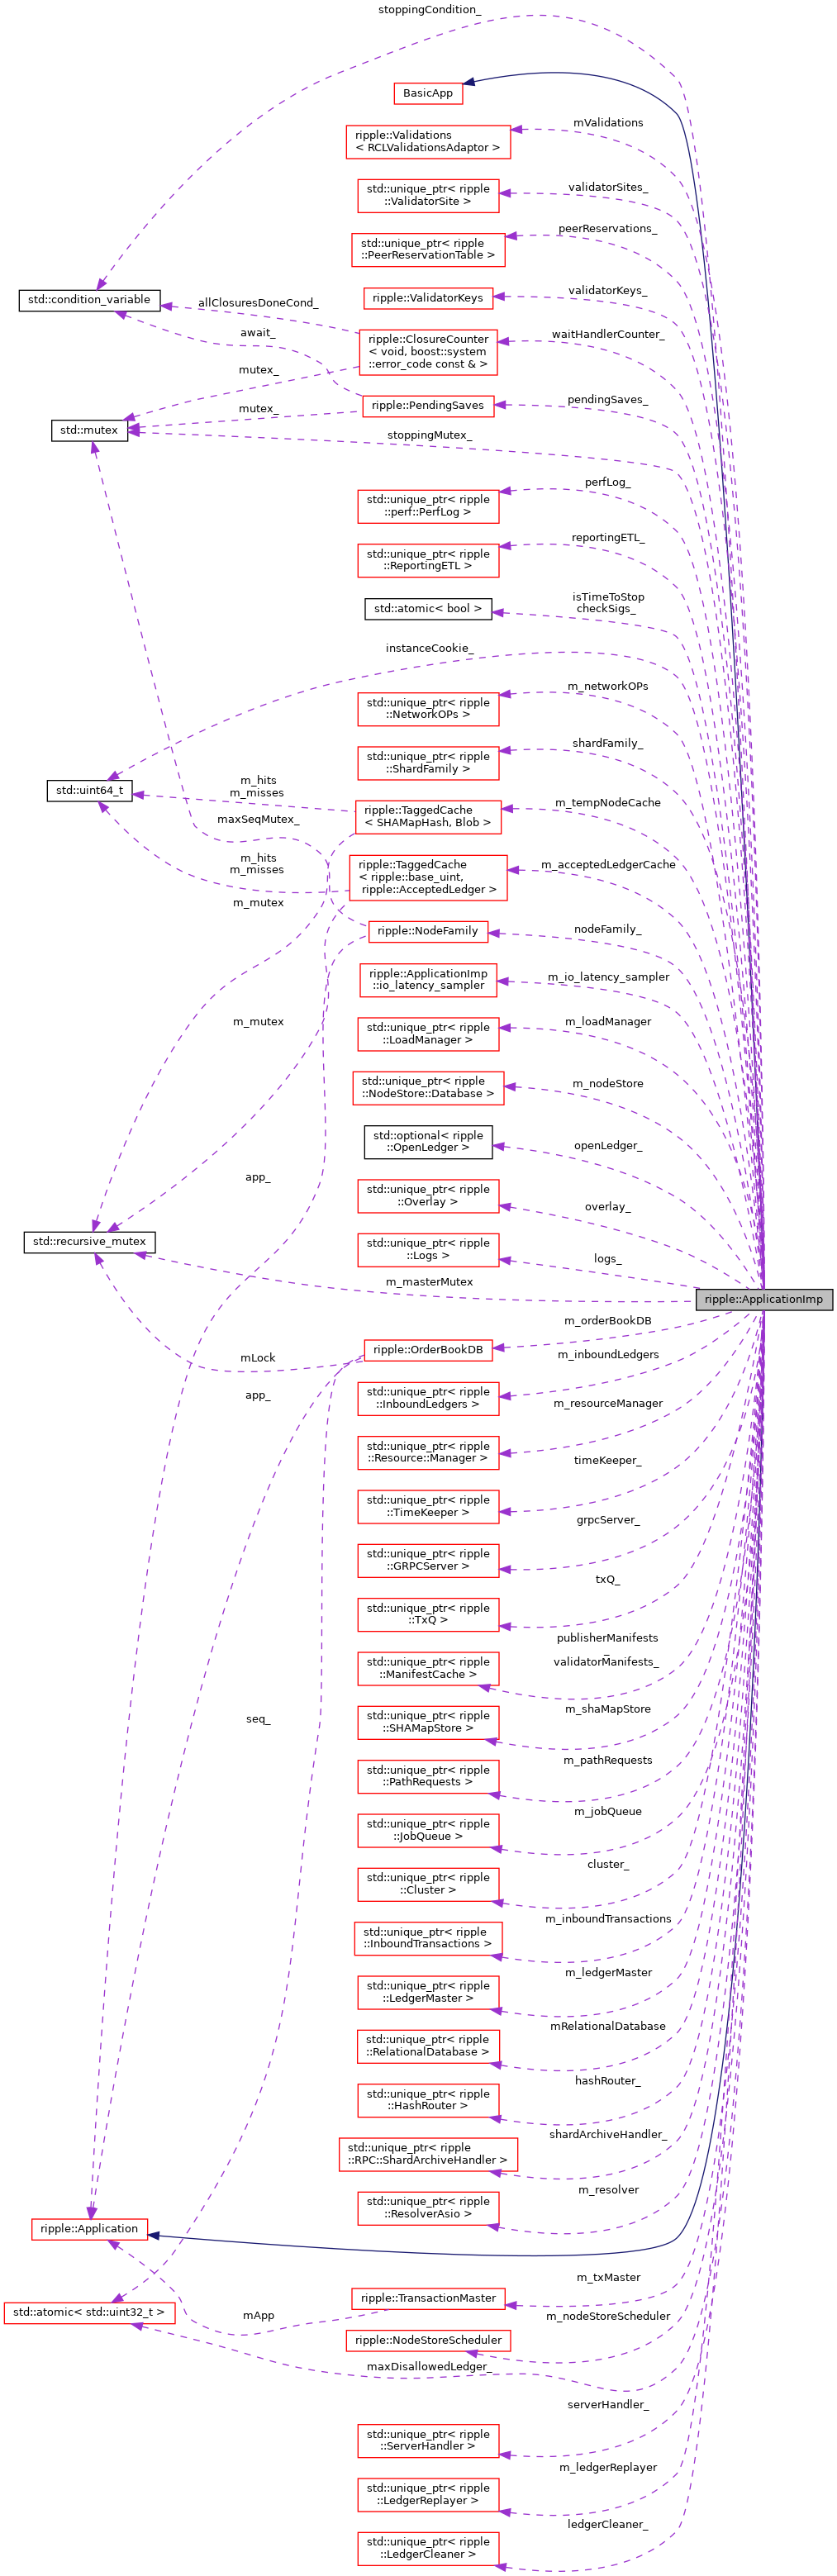 stoppingCondition_
BasicApp
mValidations
ripple::Validations
< RCLValidationsAdaptor >
validatorSites_
std::unique_ptr< ripple
::ValidatorSite >
peerReservations_
std::unique_ptr< ripple
::PeerReservationTable >
validatorKeys_
ripple::ValidatorKeys
std::condition_variable
allClosuresDoneCond_
waitHandlerCounter_
await_
ripple::ClosureCounter
< void, boost::system
::error_code const & >
mutex_
pendingSaves_
ripple::PendingSaves
mutex_
std::mutex
stoppingMutex_
perfLog_
std::unique_ptr< ripple
::perf::PerfLog >
reportingETL_
std::unique_ptr< ripple
::ReportingETL >
isTimeToStop
checkSigs_
std::atomic< bool >
instanceCookie_
m_networkOPs
std::unique_ptr< ripple
::NetworkOPs >
shardFamily_
std::unique_ptr< ripple
::ShardFamily >
m_hits
m_misses
std::uint64_t
m_tempNodeCache
ripple::TaggedCache
< SHAMapHash, Blob >
maxSeqMutex_
m_hits
m_misses
m_acceptedLedgerCache
ripple::TaggedCache
< ripple::base_uint,
ripple::AcceptedLedger >
m_mutex
nodeFamily_
ripple::NodeFamily
m_io_latency_sampler
ripple::ApplicationImp
::io_latency_sampler
m_mutex
m_loadManager
std::unique_ptr< ripple
::LoadManager >
m_nodeStore
std::unique_ptr< ripple
::NodeStore::Database >
openLedger_
std::optional< ripple
::OpenLedger >
app_
overlay_
std::unique_ptr< ripple
::Overlay >
std::recursive_mutex
logs_
std::unique_ptr< ripple
::Logs >
m_masterMutex
ripple::ApplicationImp
m_orderBookDB
ripple::OrderBookDB
mLock
m_inboundLedgers
std::unique_ptr< ripple
::InboundLedgers >
app_
m_resourceManager
std::unique_ptr< ripple
::Resource::Manager >
timeKeeper_
std::unique_ptr< ripple
::TimeKeeper >
grpcServer_
std::unique_ptr< ripple
::GRPCServer >
txQ_
std::unique_ptr< ripple
::TxQ >
publisherManifests
_
validatorManifests_
std::unique_ptr< ripple
::ManifestCache >
m_shaMapStore
std::unique_ptr< ripple
::SHAMapStore >
seq_
m_pathRequests
std::unique_ptr< ripple
::PathRequests >
m_jobQueue
std::unique_ptr< ripple
::JobQueue >
cluster_
std::unique_ptr< ripple
::Cluster >
m_inboundTransactions
std::unique_ptr< ripple
::InboundTransactions >
m_ledgerMaster
std::unique_ptr< ripple
::LedgerMaster >
mRelationalDatabase
std::unique_ptr< ripple
::RelationalDatabase >
hashRouter_
std::unique_ptr< ripple
::HashRouter >
shardArchiveHandler_
std::unique_ptr< ripple
::RPC::ShardArchiveHandler >
m_resolver
std::unique_ptr< ripple
::ResolverAsio >
ripple::Application
m_txMaster
ripple::TransactionMaster
std::atomic< std::uint32_t >
mApp
m_nodeStoreScheduler
ripple::NodeStoreScheduler
maxDisallowedLedger_
serverHandler_
std::unique_ptr< ripple
::ServerHandler >
m_ledgerReplayer
std::unique_ptr< ripple
::LedgerReplayer >
ledgerCleaner_
std::unique_ptr< ripple
::LedgerCleaner >